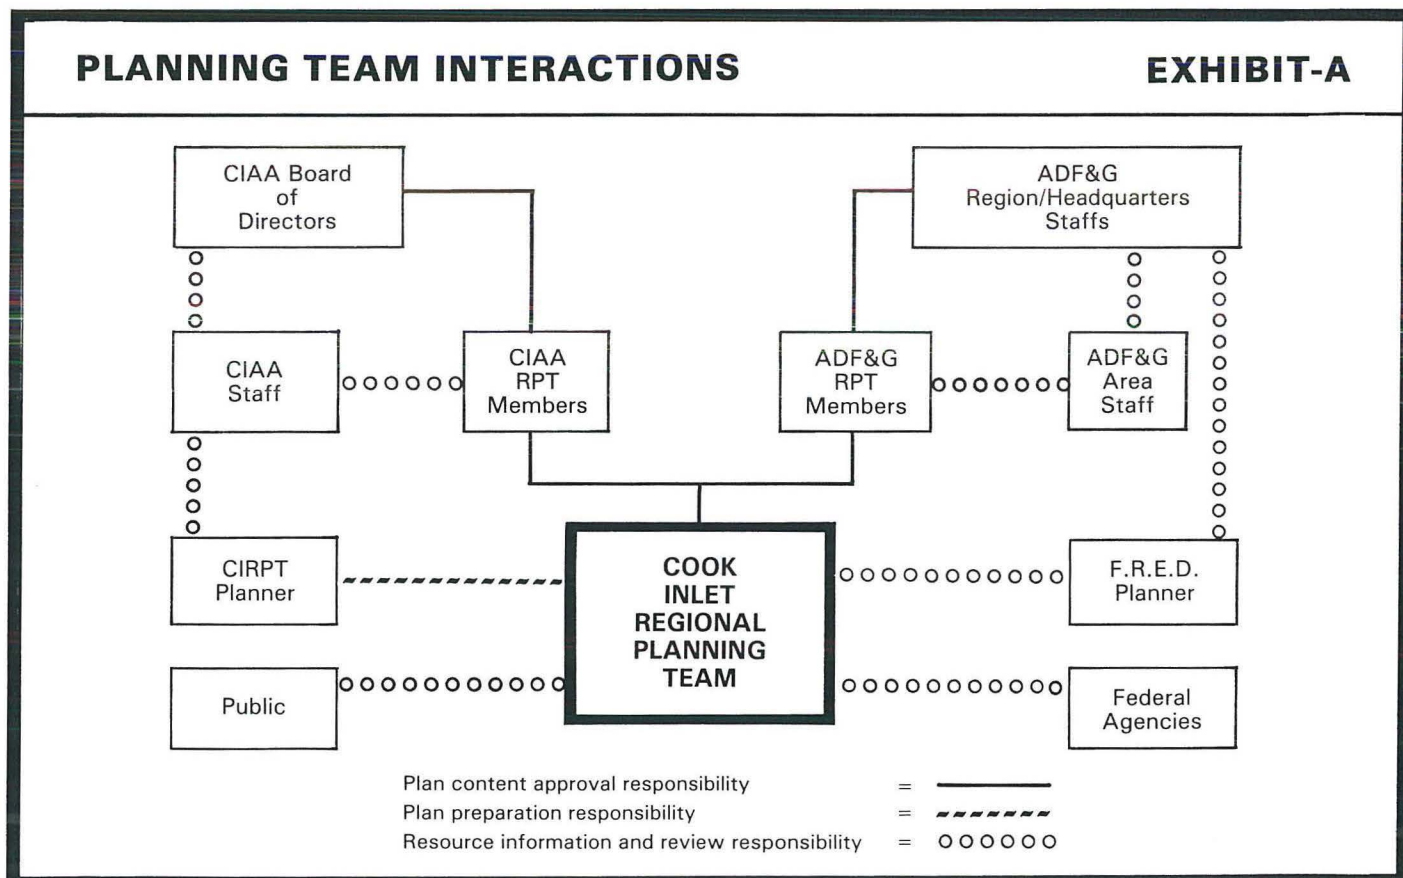 PLANNING TEAM INTERACTIONS
EXHIBIT-A
CIAA Board
of
Directors
ADF&G
Region/Headquarters
Staffs
CIAA
Staff
CIAA
RPT
Members
ADF&G
RPT
Members
ADF&G
Area
Staff
CIRPT
Planner
COOK
INLET
REGIONAL
PLANNING
TEAM
F.R.E.D.
Planner
Public
Federal
Agencies
Plan content approval responsibility =
Plan preparation responsibility =
Resource information and review responsibility =